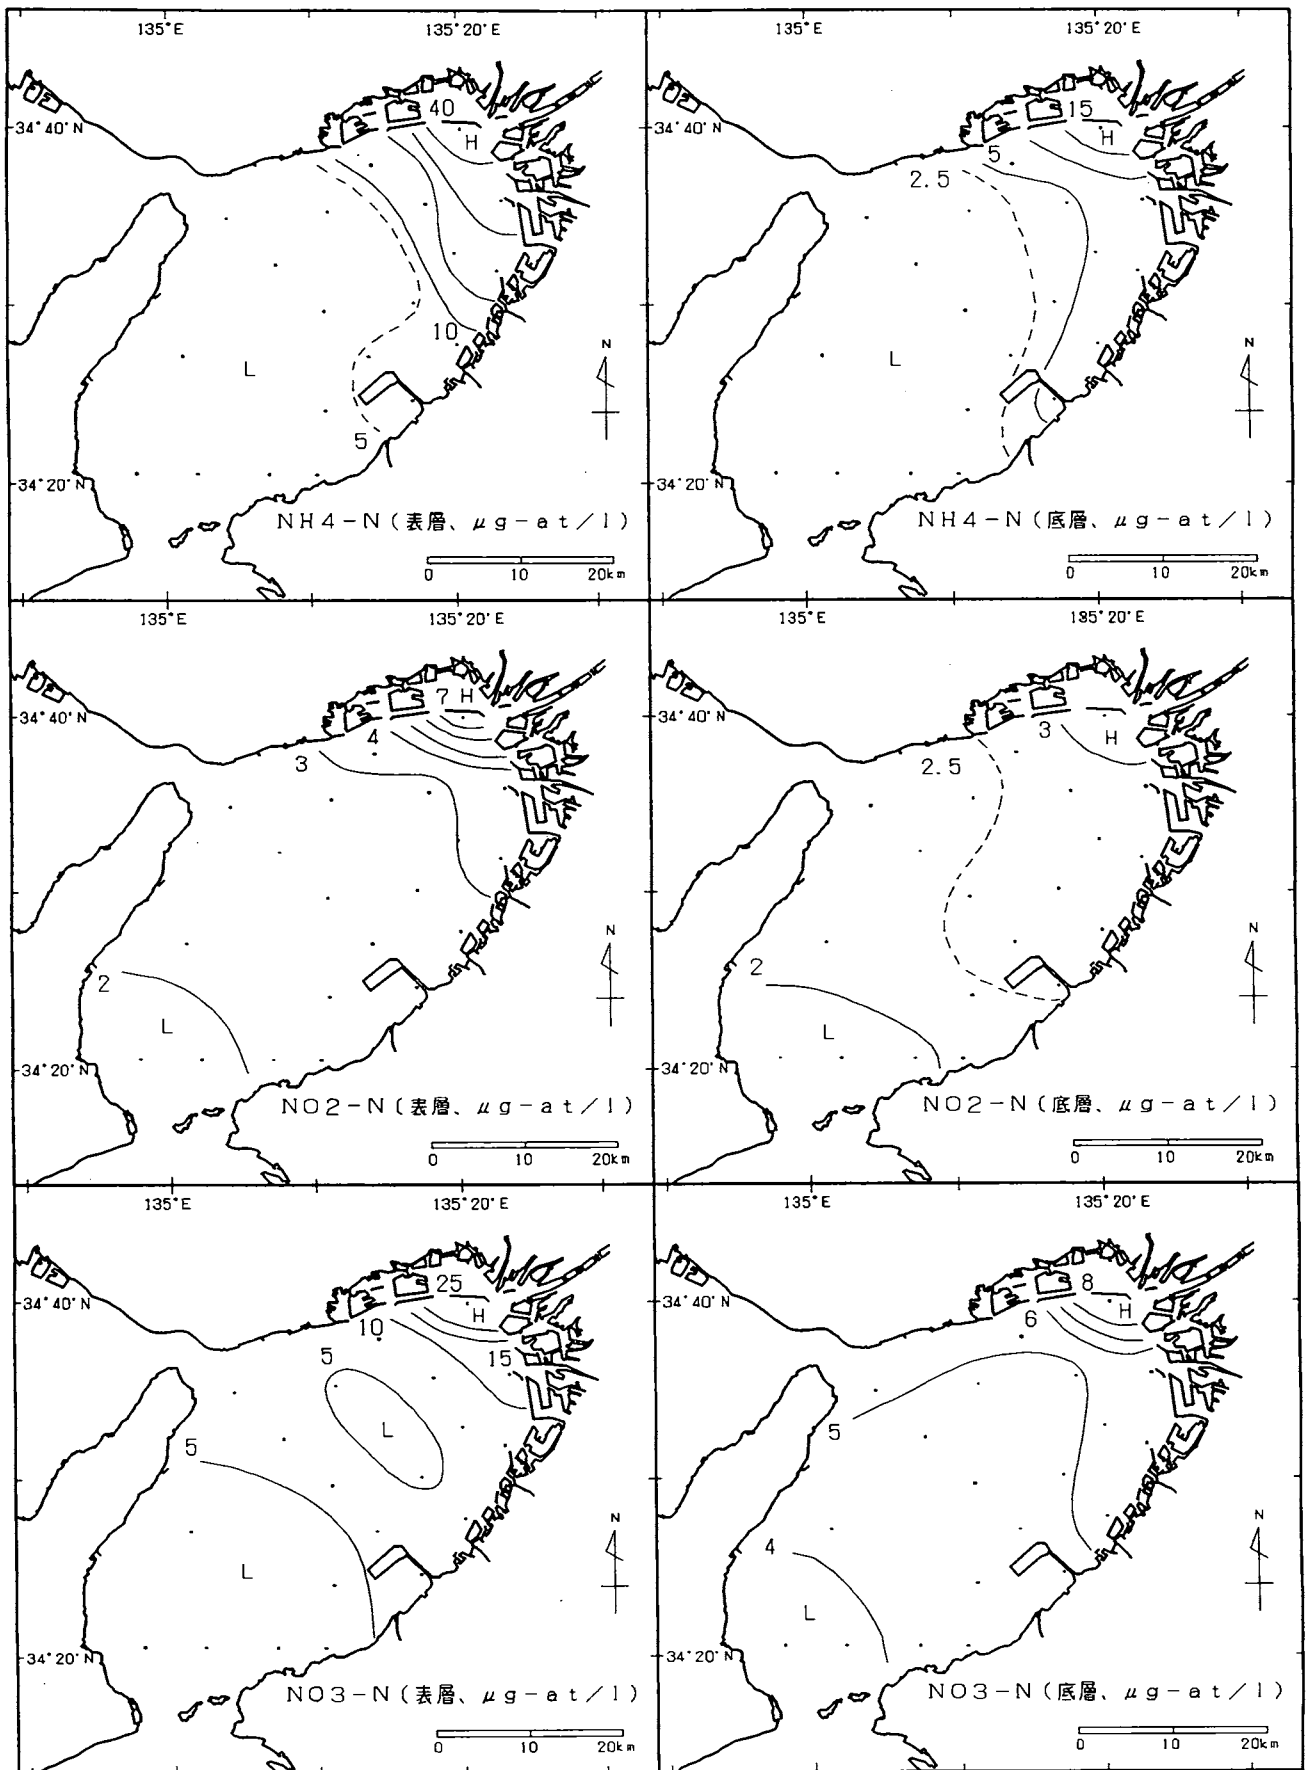 135°E 135°20'E
34°40'N
40
H
10
L
5
34°20'N
N
NH4-N(表層、μg-at/l)
0 10 20km
135°E 135°20'E
34°40'N
15
H
5
2.5
L
34°20'N
N
NH4-N(底層、μg-at/l)
0 10 20km
135°E 135°20'E
34°40'N
7 H
4
3
2
L
34°20'N
N
NO2-N(表層、μg-at/l)
0 10 20km
135°E 185°20'E
34°40'N
3
H
2.5
2
L
34°20'N
N
NO2-N(底層、μg-at/l)
0 10 20km
135°E 135°20'E
34°40'N
25
H
10
15
5
L
5
L
34°20'N
N
NO3-N(表層、μg-at/l)
0 10 20km
135°E 135°20'E
34°40'N
8
H
6
5
4
L
34°20'N
N
NO3-N(底層、μg-at/l)
0 10 20km